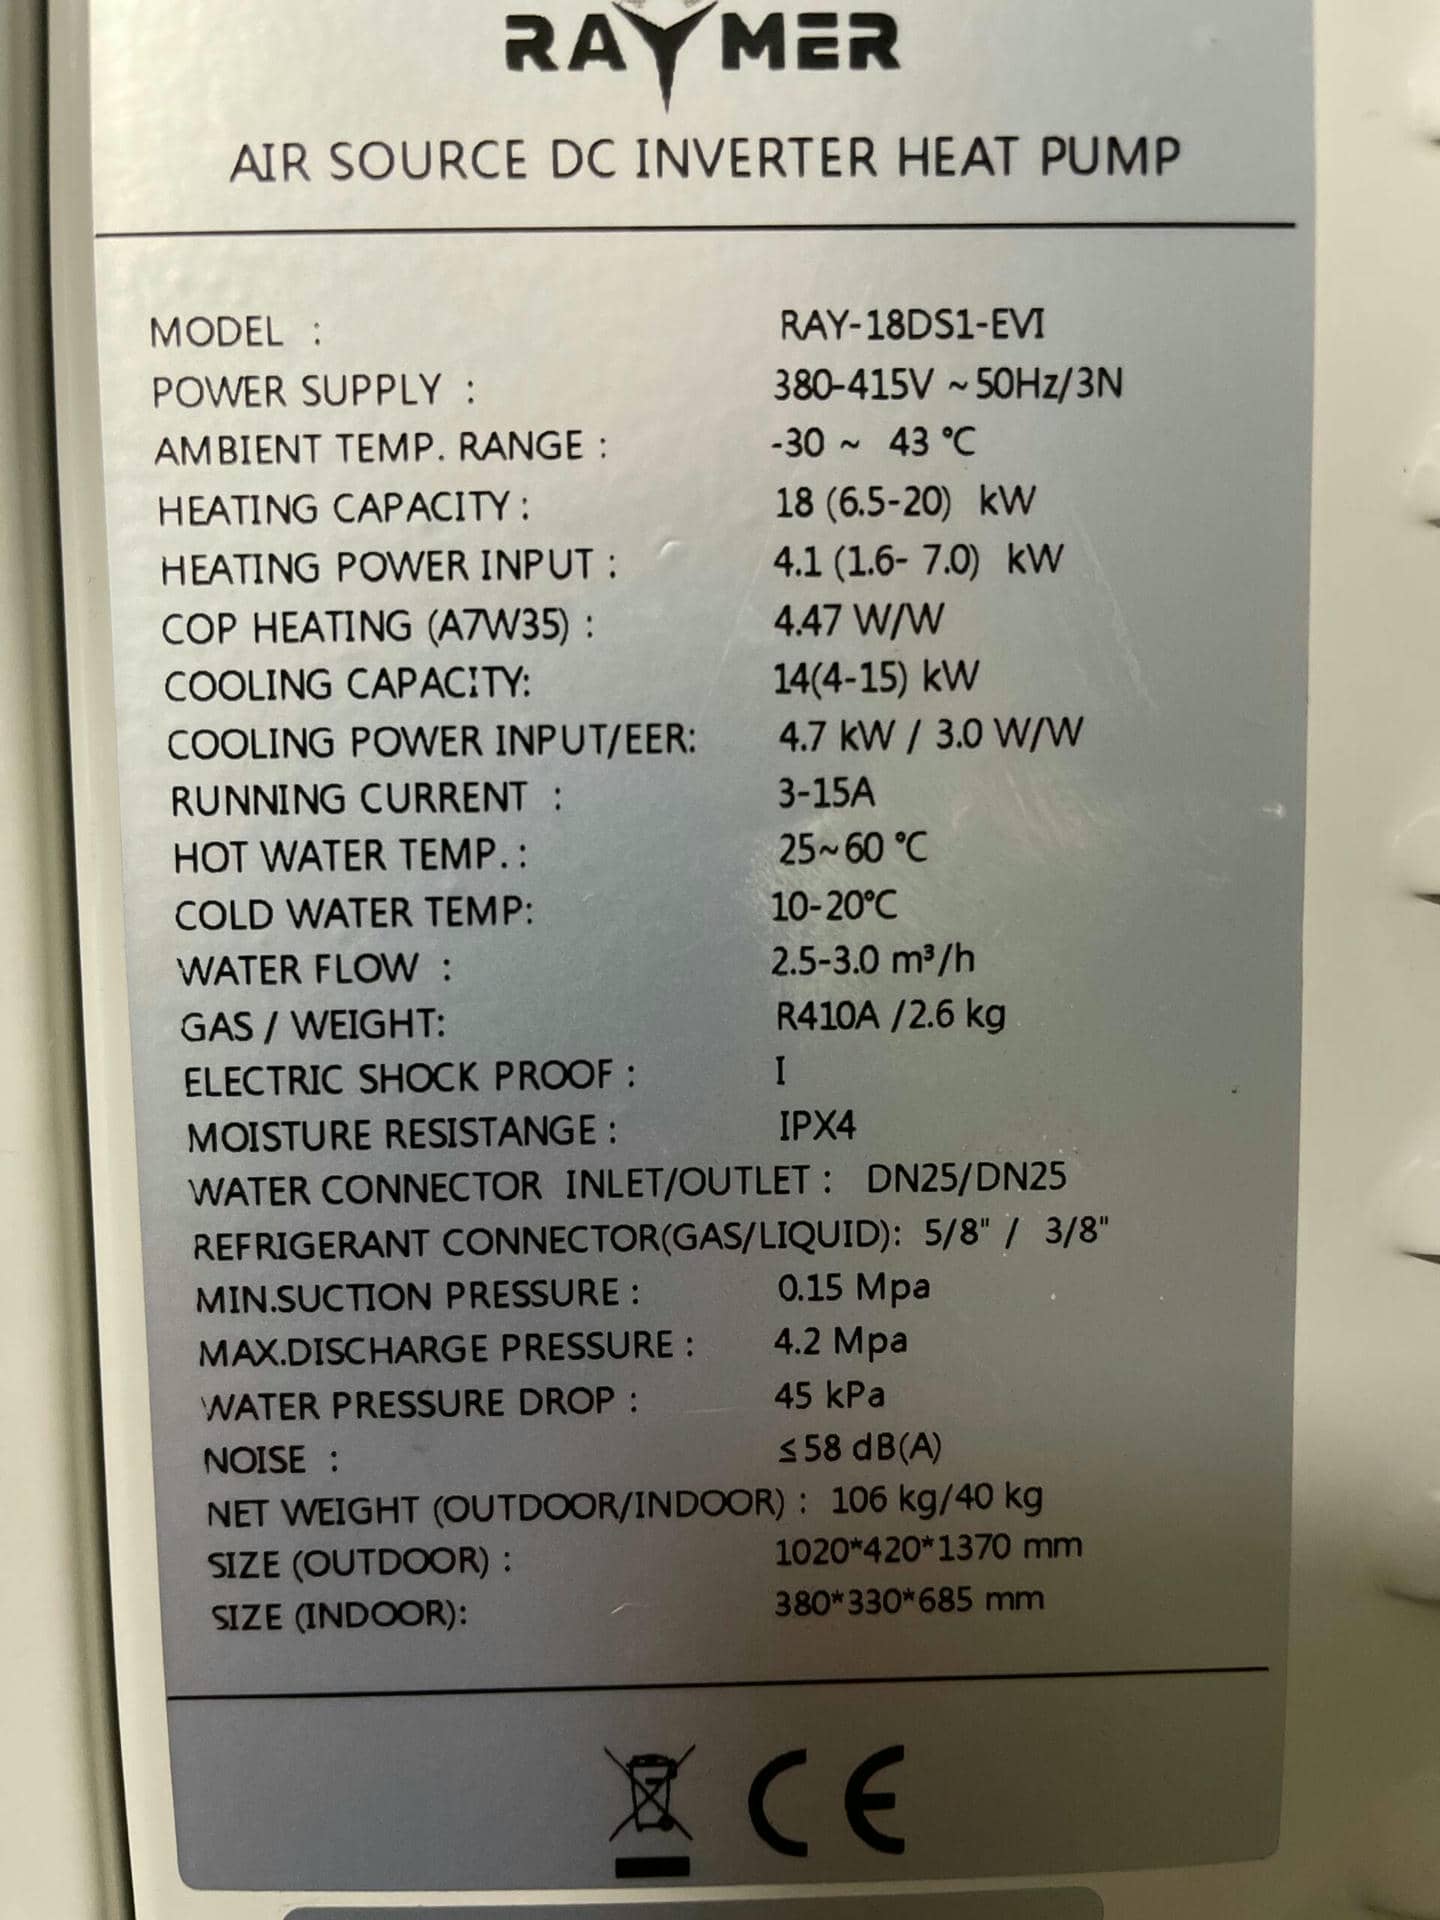 RAYMER
AIR SOURCE DC INVERTER HEAT PUMP
MODEL : RAY-18DS1-EVI
POWER SUPPLY : 380-415V ~ 50Hz/3N
AMBIENT TEMP. RANGE : -30 ~ 43 ℃
HEATING CAPACITY : 18 (6.5-20) kW
HEATING POWER INPUT : 4.1 (1.6- 7.0) kW
COP HEATING (A7W35) : 4.47 W/W
COOLING CAPACITY: 14(4-15) kW
COOLING POWER INPUT/EER: 4.7 kW / 3.0 W/W
RUNNING CURRENT : 3-15A
HOT WATER TEMP. : 25~60 ℃
COLD WATER TEMP: 10-20℃
WATER FLOW : 2.5-3.0 m³/h
GAS / WEIGHT: R410A /2.6 kg
ELECTRIC SHOCK PROOF : I
MOISTURE RESISTANGE : IPX4
WATER CONNECTOR INLET/OUTLET : DN25/DN25
REFRIGERANT CONNECTOR(GAS/LIQUID): 5/8" / 3/8"
MIN.SUCTION PRESSURE : 0.15 Mpa
MAX.DISCHARGE PRESSURE : 4.2 Mpa
WATER PRESSURE DROP : 45 kPa
NOISE : ≤58 dB(A)
NET WEIGHT (OUTDOOR/INDOOR) : 106 kg/40 kg
SIZE (OUTDOOR) : 1020*420*1370 mm
SIZE (INDOOR): 380*330*685 mm
CE